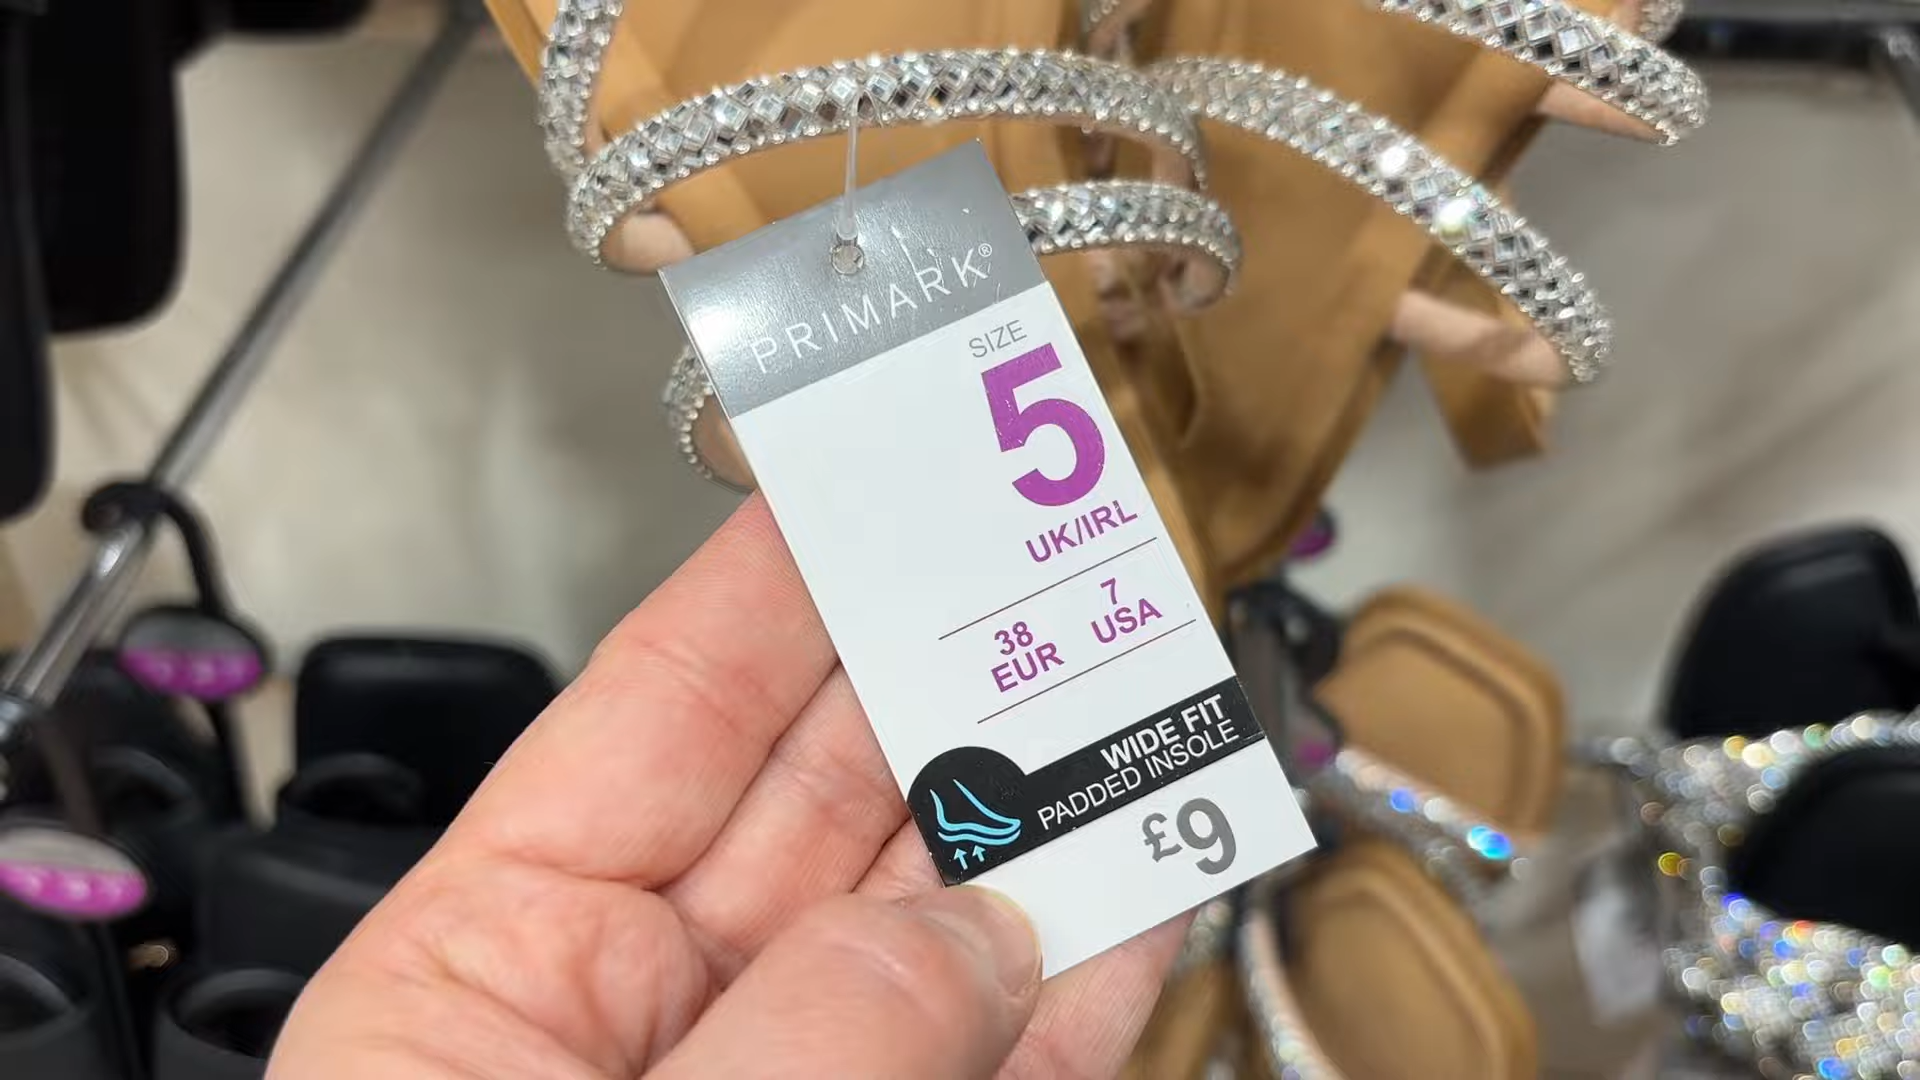 PRIMARK®
SIZE
5
UK/IRL
38
EUR
7
USA
WIDE FIT
PADDED INSOLE
£9